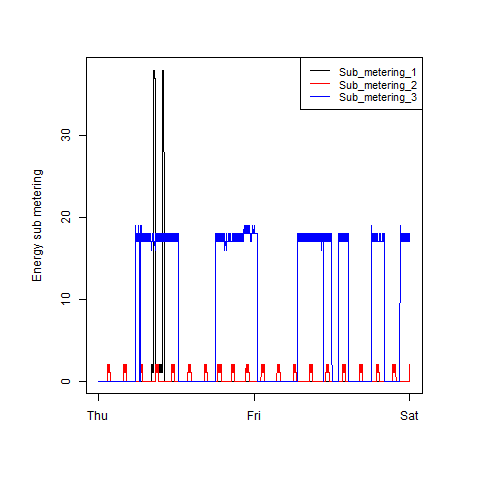 Sub_metering_1
Sub_metering_2
Sub_metering_3
Energy sub metering
30
20
10
0
Thu
Fri
Sat